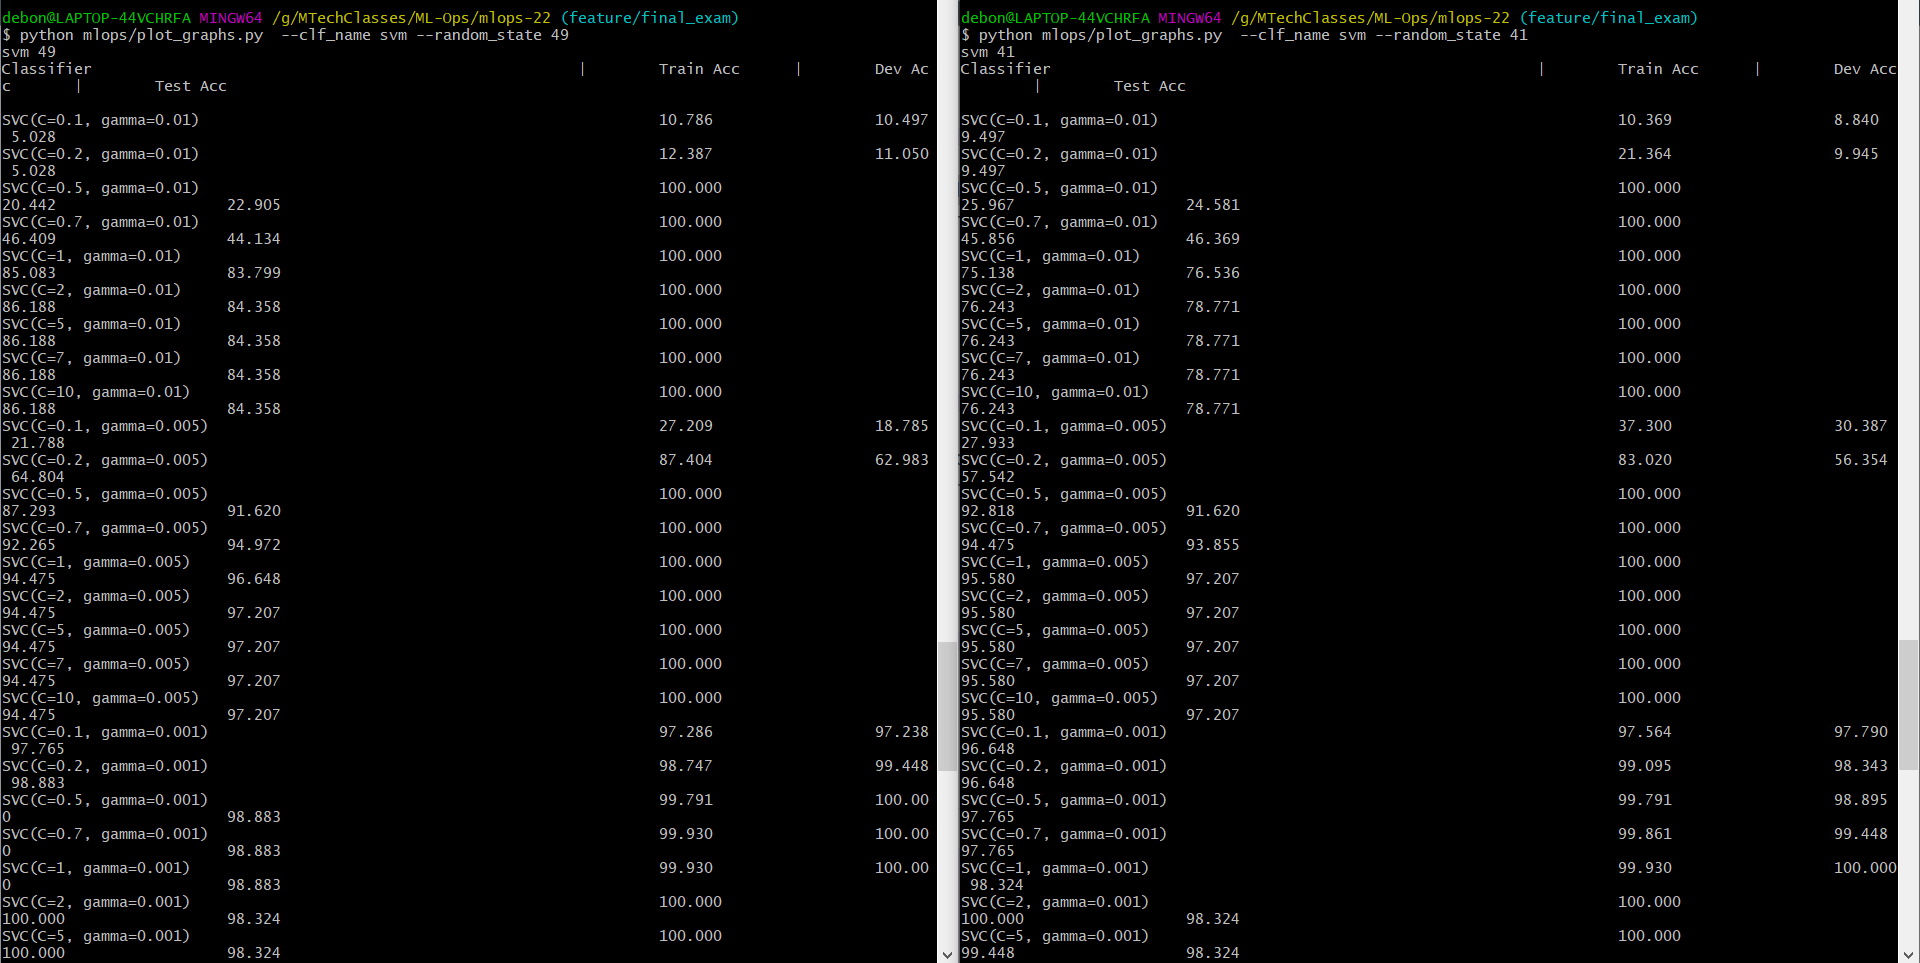 debon@LAPTOP-44VCHRFA MINGW64 /g/MTechClasses/ML-Ops/mlops-22 (feature/final_exam)
$ python mlops/plot_graphs.py  --clf_name svm --random_state 49
svm 49
Classifier | Train Acc | Dev Ac
c | Test Acc
SVC(C=0.1, gamma=0.01) 10.786 10.497
5.028
SVC(C=0.2, gamma=0.01) 12.387 11.050
5.028
SVC(C=0.5, gamma=0.01) 100.000
20.442 22.905
SVC(C=0.7, gamma=0.01) 100.000
46.409 44.134
SVC(C=1, gamma=0.01) 100.000
85.083 83.799
SVC(C=2, gamma=0.01) 100.000
86.188 84.358
SVC(C=5, gamma=0.01) 100.000
86.188 84.358
SVC(C=7, gamma=0.01) 100.000
86.188 84.358
SVC(C=10, gamma=0.01) 100.000
86.188 84.358
SVC(C=0.1, gamma=0.005) 27.209 18.785
21.788
SVC(C=0.2, gamma=0.005) 87.404 62.983
64.804
SVC(C=0.5, gamma=0.005) 100.000
87.293 91.620
SVC(C=0.7, gamma=0.005) 100.000
92.265 94.972
SVC(C=1, gamma=0.005) 100.000
94.475 96.648
SVC(C=2, gamma=0.005) 100.000
94.475 97.207
SVC(C=5, gamma=0.005) 100.000
94.475 97.207
SVC(C=7, gamma=0.005) 100.000
94.475 97.207
SVC(C=10, gamma=0.005) 100.000
94.475 97.207
SVC(C=0.1, gamma=0.001) 97.286 97.238
97.765
SVC(C=0.2, gamma=0.001) 98.747 99.448
98.883
SVC(C=0.5, gamma=0.001) 99.791 100.00
0 98.883
SVC(C=0.7, gamma=0.001) 99.930 100.00
0 98.883
SVC(C=1, gamma=0.001) 99.930 100.00
0 98.883
SVC(C=2, gamma=0.001) 100.000
100.000 98.324
SVC(C=5, gamma=0.001) 100.000
100.000 98.324
debon@LAPTOP-44VCHRFA MINGW64 /g/MTechClasses/ML-Ops/mlops-22 (feature/final_exam)
$ python mlops/plot_graphs.py  --clf_name svm --random_state 41
svm 41
Classifier | Train Acc | Dev Acc
| Test Acc
SVC(C=0.1, gamma=0.01) 10.369 8.840
9.497
SVC(C=0.2, gamma=0.01) 21.364 9.945
9.497
SVC(C=0.5, gamma=0.01) 100.000
25.967 24.581
SVC(C=0.7, gamma=0.01) 100.000
45.856 46.369
SVC(C=1, gamma=0.01) 100.000
75.138 76.536
SVC(C=2, gamma=0.01) 100.000
76.243 78.771
SVC(C=5, gamma=0.01) 100.000
76.243 78.771
SVC(C=7, gamma=0.01) 100.000
76.243 78.771
SVC(C=10, gamma=0.01) 100.000
76.243 78.771
SVC(C=0.1, gamma=0.005) 37.300 30.387
27.933
SVC(C=0.2, gamma=0.005) 83.020 56.354
57.542
SVC(C=0.5, gamma=0.005) 100.000
92.818 91.620
SVC(C=0.7, gamma=0.005) 100.000
94.475 93.855
SVC(C=1, gamma=0.005) 100.000
95.580 97.207
SVC(C=2, gamma=0.005) 100.000
95.580 97.207
SVC(C=5, gamma=0.005) 100.000
95.580 97.207
SVC(C=7, gamma=0.005) 100.000
95.580 97.207
SVC(C=10, gamma=0.005) 100.000
95.580 97.207
SVC(C=0.1, gamma=0.001) 97.564 97.790
96.648
SVC(C=0.2, gamma=0.001) 99.095 98.343
96.648
SVC(C=0.5, gamma=0.001) 99.791 98.895
97.765
SVC(C=0.7, gamma=0.001) 99.861 99.448
97.765
SVC(C=1, gamma=0.001) 99.930 100.000
98.324
SVC(C=2, gamma=0.001) 100.000
100.000 98.324
SVC(C=5, gamma=0.001) 100.000
99.448 98.324